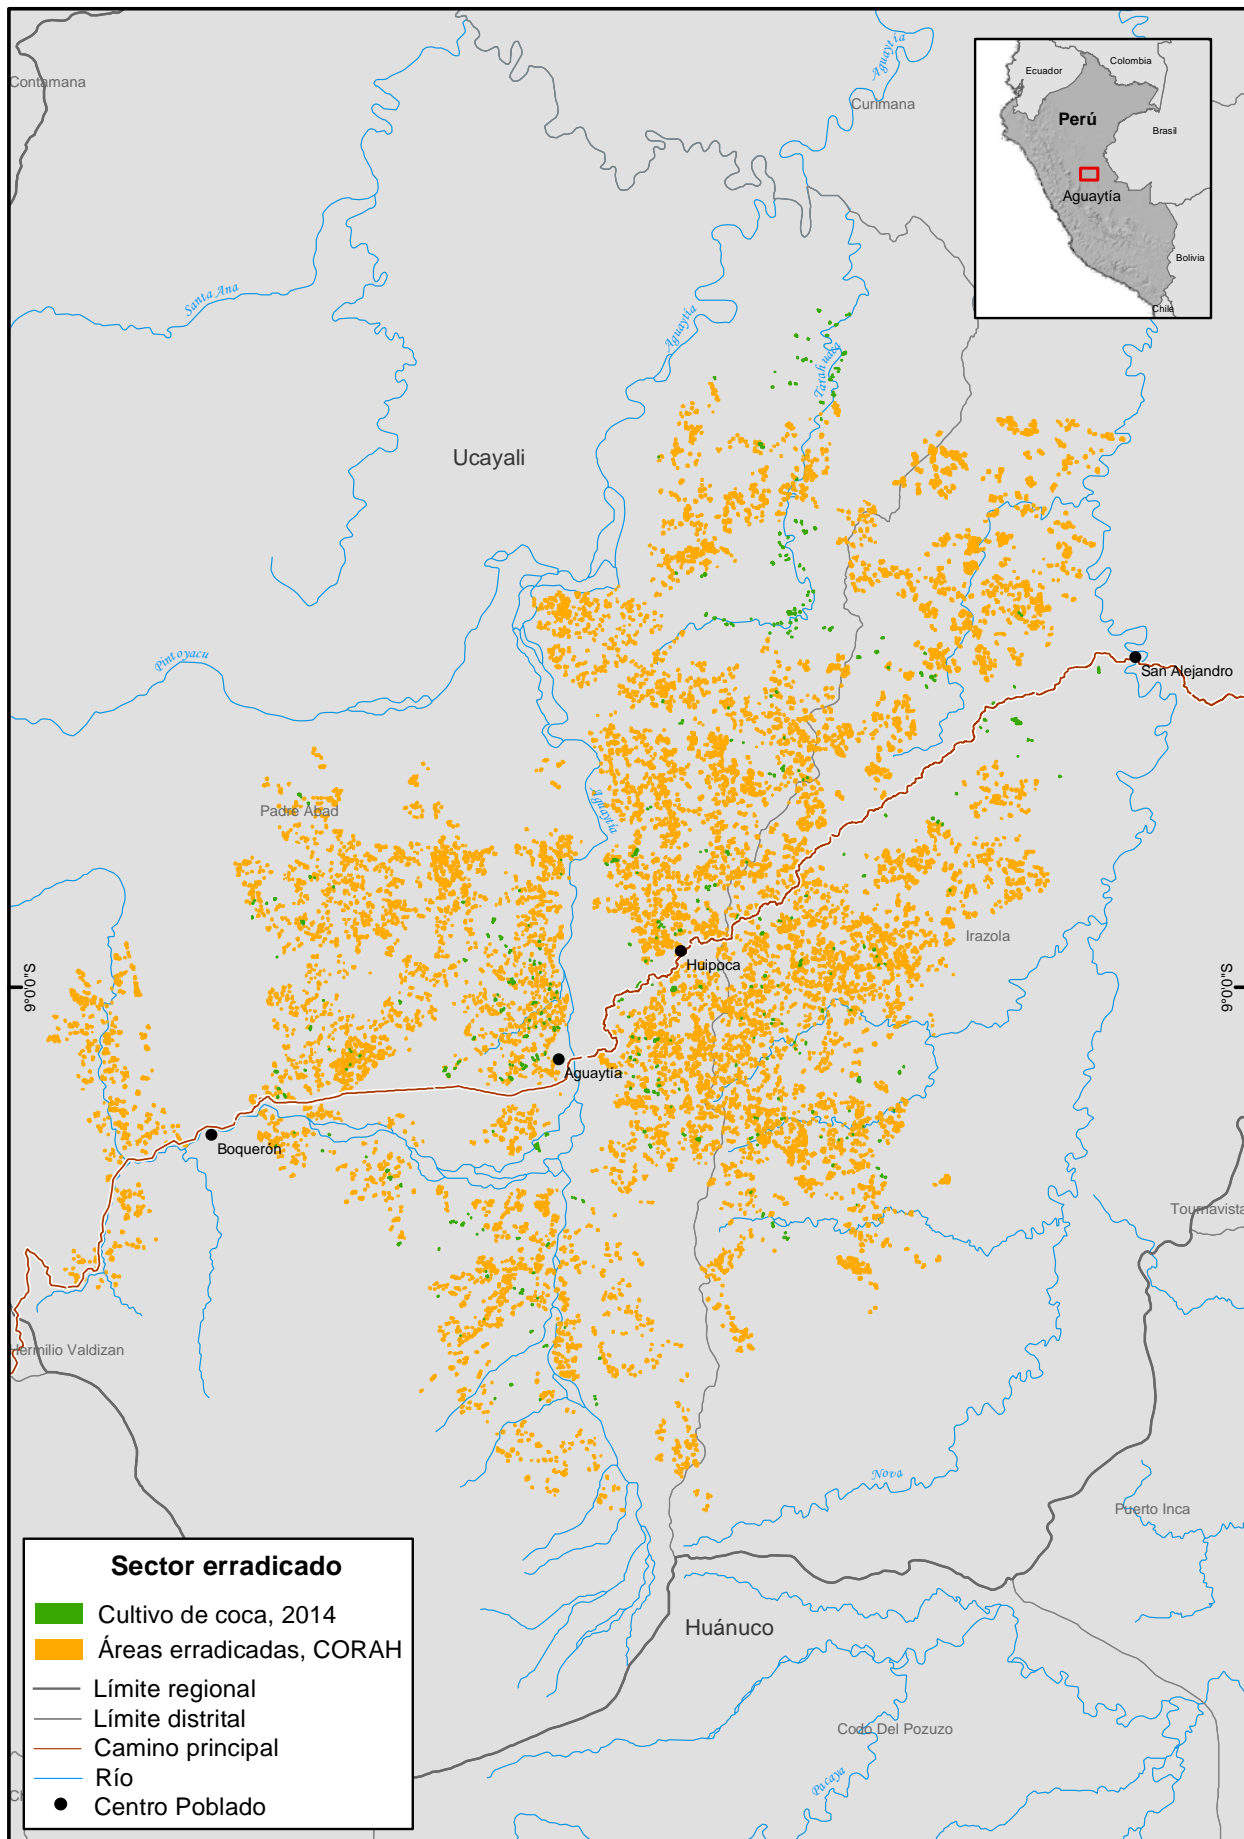 Aguaytía
Contamana
Curimana
Ecuador
Colombia
Perú
Brasil
Aguaytía
Bolivia
Chile
Santa Ana
Aguaytía
Tarahuaca
Ucayali
Pintoyacu
San Alejandro
Padre Abad
Aguaytía
Irazola
Huipoca
9°0'0"S
9°0'0"S
Aguaytía
Boquerón
Tournavista
Hermilio Valdizan
Nova
Puerto Inca
Huánuco
Codo Del Pozuzo
Pacaya
Sector erradicado
Cultivo de coca, 2014
Áreas erradicadas, CORAH
Límite regional
Límite distrital
Camino principal
Río
Centro Poblado